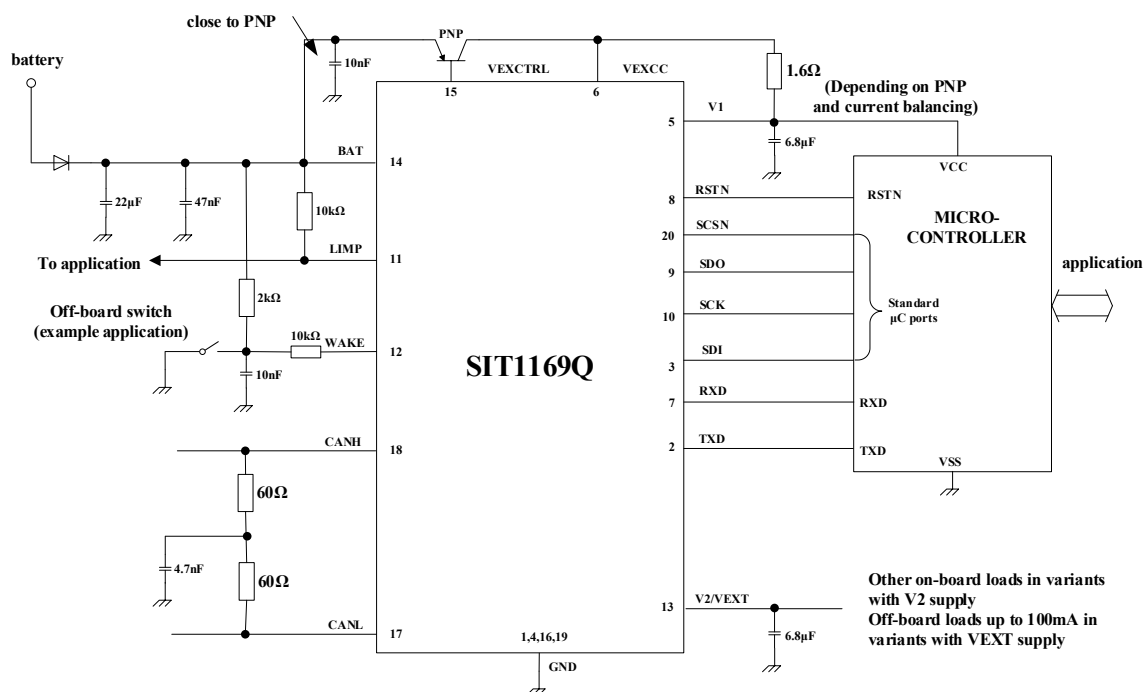 close to PNP
PNP
battery
10nF
VEXCTRL
VEXCC
15
6
1.6Ω
(Depending on PNP
and current balancing)
V1
5
6.8μF
BAT
14
VCC
22μF
47nF
10kΩ
RSTN
8
RSTN
SCSN
20
MICRO-
CONTROLLER
LIMP
11
To application
SDO
9
application
2kΩ
Off-board switch
(example application)
SCK
10
Standard
μC ports
10kΩ
WAKE
12
SIT1169Q
SDI
3
10nF
RXD
7
RXD
CANH
18
TXD
2
TXD
VSS
60Ω
4.7nF
60Ω
Other on-board loads in variants
with V2 supply
Off-board loads up to 100mA in
variants with VEXT supply
V2/VEXT
13
6.8μF
CANL
17
1,4,16,19
GND